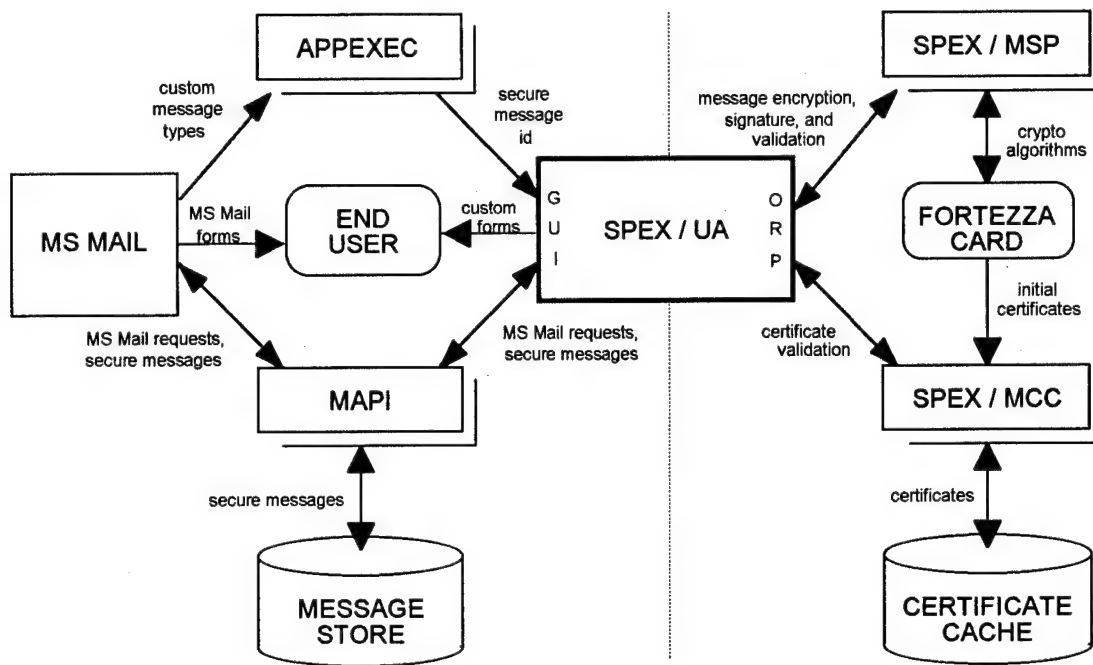 APPEXEC
SPEX / MSP
custom
message
types
secure
message
id
message encryption,
signature, and
validation
crypto
algorithms
MS MAIL
MS Mail
forms
END
USER
custom
forms
G
U
I
SPEX / UA
O
R
P
FORTEZZA
CARD
initial
certificates
MS Mail requests,
secure messages
MS Mail requests,
secure messages
certificate
validation
MAPI
SPEX / MCC
secure messages
certificates
MESSAGE
STORE
CERTIFICATE
CACHE